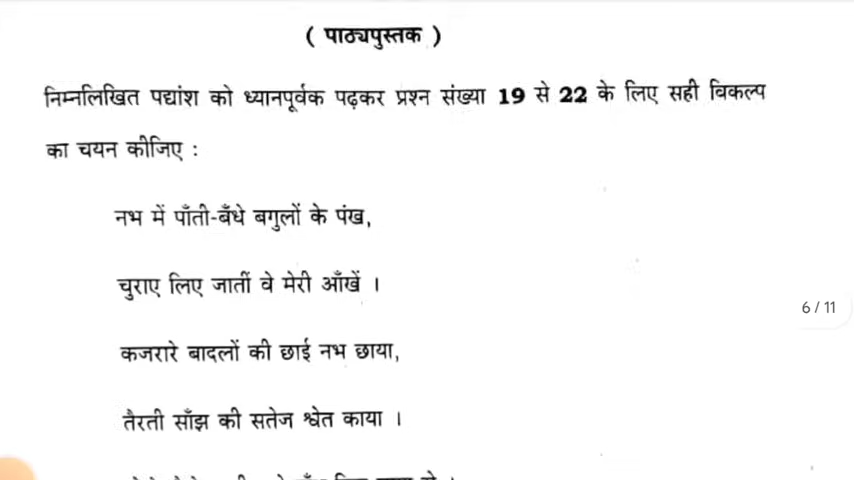 ( पाठ्यपुस्तक )
निम्नलिखित पद्यांश को ध्यानपूर्वक पढ़कर प्रश्न संख्या 19 से 22 के लिए सही विकल्प
का चयन कीजिए :
नभ में पाँती-बँधे बगुलों के पंख,
चुराए लिए जातीं वे मेरी आँखें ।
कजरारे बादलों की छाई नभ छाया,
6 / 11
तैरती साँझ की सतेज श्वेत काया ।